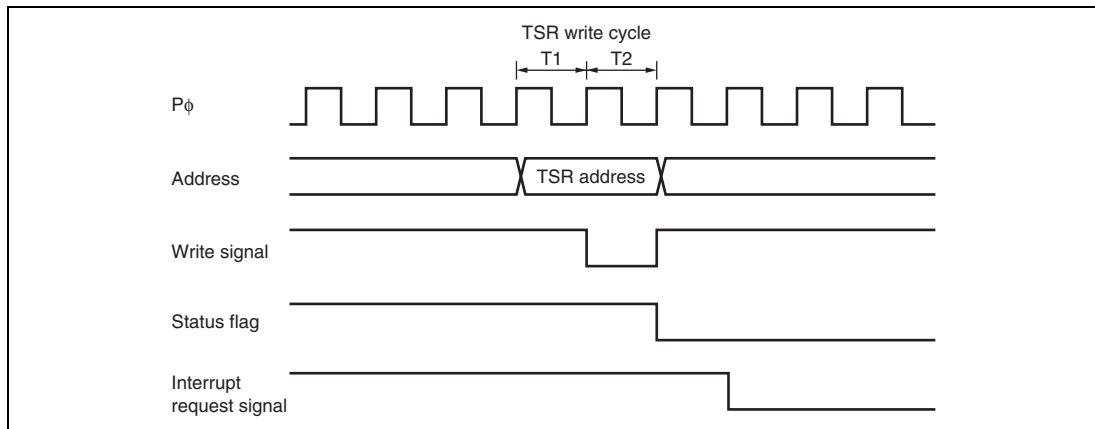 TSR write cycle
T1 T2
Pϕ
Address
TSR address
Write signal
Status flag
Interrupt
request signal